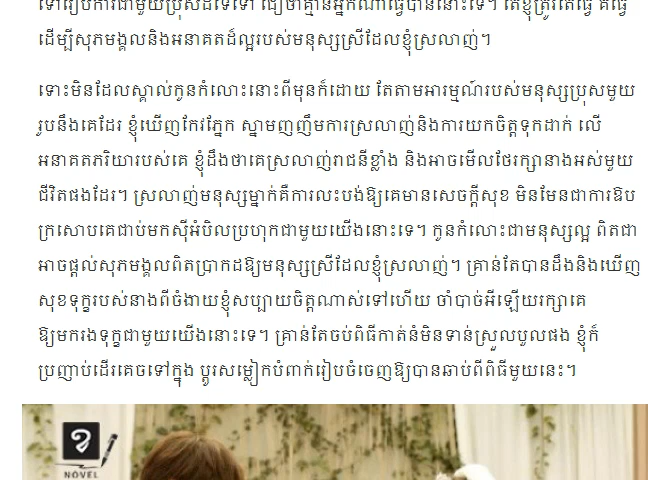 ទៅរៀបការជាមួយប្រុសដទៃទៅ ជឿថាគ្មានអ្នកណាធ្វើបាននោះទេ។ តែខ្ញុំត្រូវតែធ្វើ គឺធ្វើ
ដើម្បីសុភមង្គលនិងអនាគតដ៏ល្អរបស់មនុស្សស្រីដែលខ្ញុំស្រលាញ់។
ទោះមិនដែលស្គាល់កូនកំលោះនោះពីមុនក៏ដោយ តែតាមអារម្មណ៍របស់មនុស្សប្រុសមួយ
រូបនឹងគេដែរ ខ្ញុំឃើញកែវភ្នែក ស្នាមញញឹមការស្រលាញ់និងការយកចិត្តទុកដាក់ លើ
អនាគតភរិយារបស់គេ ខ្ញុំដឹងថាគេស្រលាញ់រាជនីខ្លាំង និងអាចមើលថែរក្សានាងអស់មួយ
ជីវិតផងដែរ។ ស្រលាញ់មនុស្សម្នាក់គឺការលះបង់ឱ្យគេមានសេចក្ដីសុខ មិនមែនជាការឱប
ក្រសោបគេជាប់មកស៊ីអំបិលប្រហុកជាមួយយើងនោះទេ។ កូនកំលោះជាមនុស្សល្អ ពិតជា
អាចផ្ដល់សុភមង្គលពិតប្រាកដឱ្យមនុស្សស្រីដែលខ្ញុំស្រលាញ់។ គ្រាន់តែបានដឹងនិងឃើញ
សុខទុក្ខរបស់នាងពីចំងាយខ្ញុំសប្បាយចិត្តណាស់ទៅហើយ ចាំបាច់អីឡើយរក្សាគេ
ឱ្យមករងទុក្ខជាមួយយើងនោះទេ។ គ្រាន់តែចប់ពិធីកាត់នំមិនទាន់ស្រួលបួលផង ខ្ញុំក៏
ប្រញាប់ដើរគេចទៅក្នុង ប្ដូរសម្លៀកបំពាក់រៀបចំចេញឱ្យបានឆាប់ពីពិធីមួយនេះ។
NOVEL